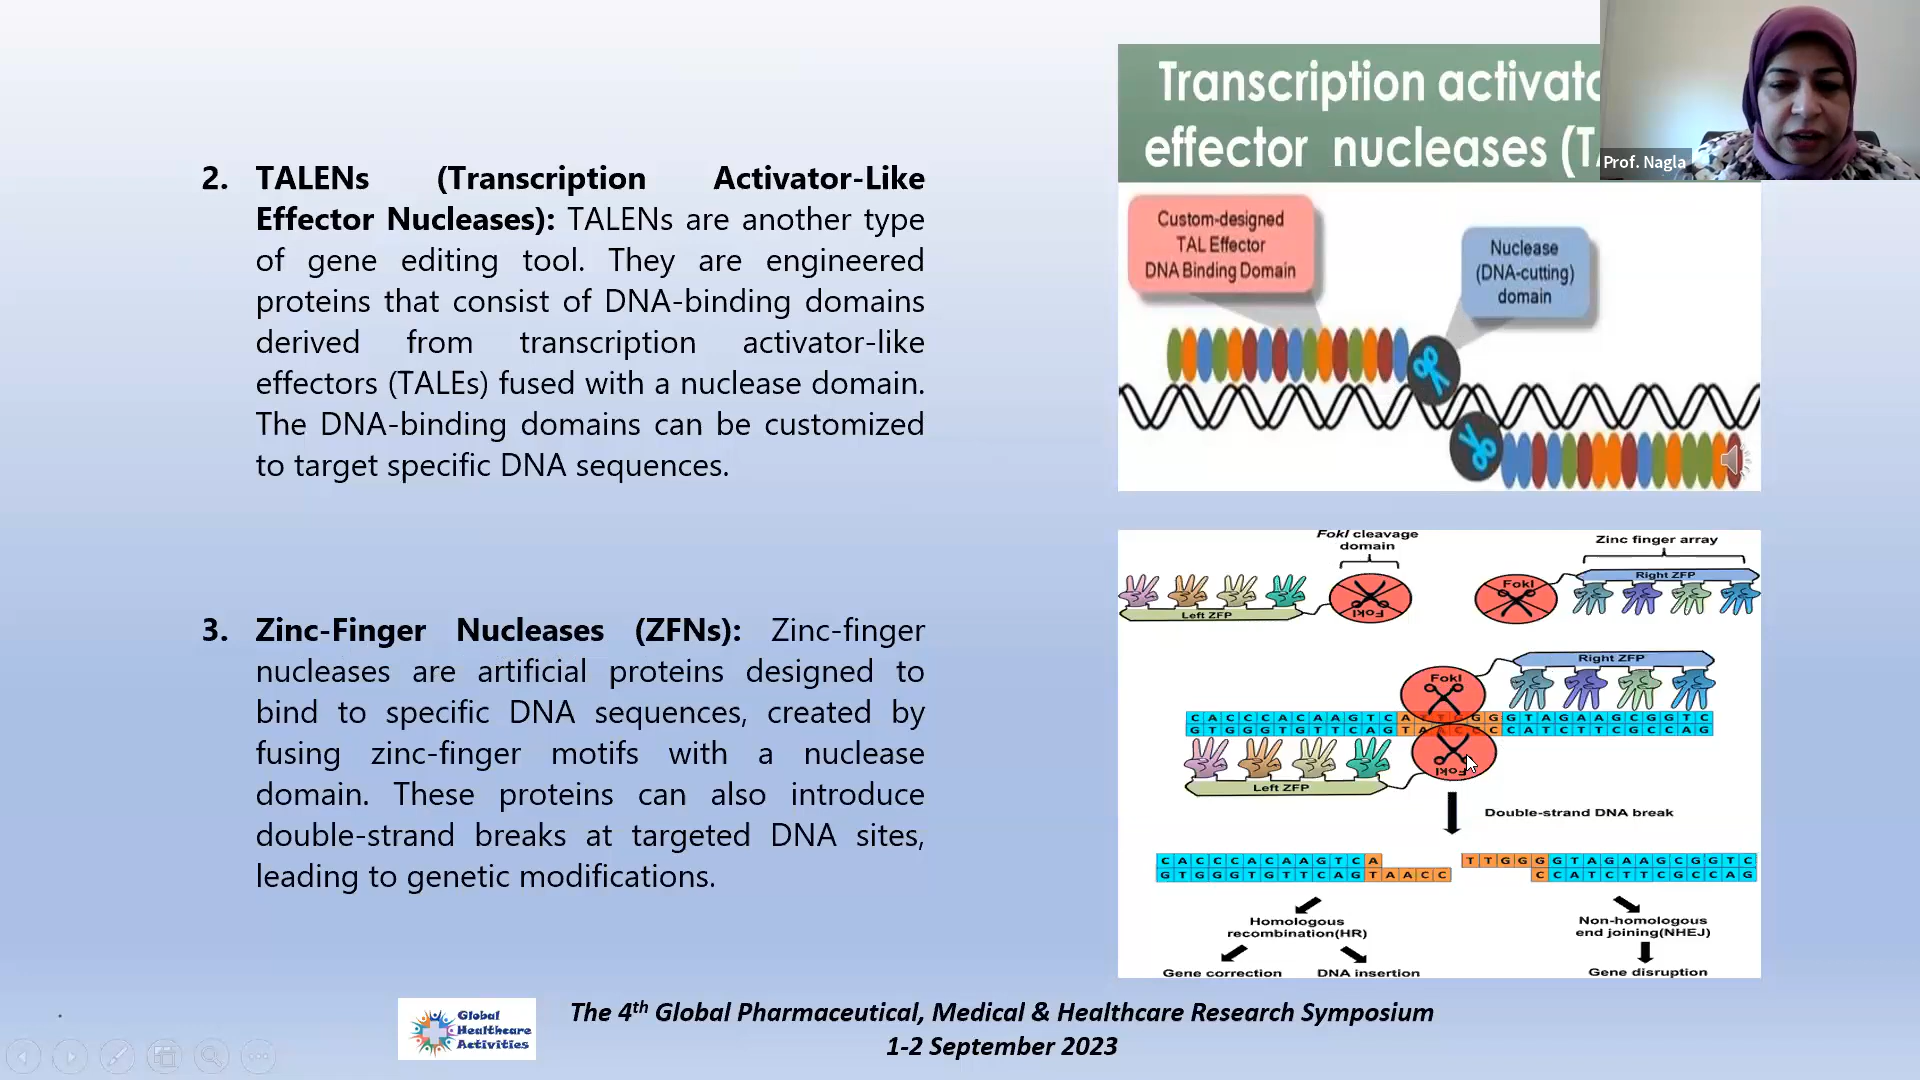 2. TALENs (Transcription Activator-Like
Effector Nucleases): TALENs are another type
of gene editing tool. They are engineered
proteins that consist of DNA-binding domains
derived from transcription activator-like
effectors (TALEs) fused with a nuclease domain.
The DNA-binding domains can be customized
to target specific DNA sequences.
3. Zinc-Finger Nucleases (ZFNs): Zinc-finger
nucleases are artificial proteins designed to
bind to specific DNA sequences, created by
fusing zinc-finger motifs with a nuclease
domain. These proteins can also introduce
double-strand breaks at targeted DNA sites,
leading to genetic modifications.
Transcription activato
effector nucleases (T
Prof. Nagla
Custom-designed
TAL Effector
DNA Binding Domain
Nuclease
(DNA-cutting)
domain
FokI cleavage
domain
Zinc finger array
FokI
Left ZFP
FokI
Right ZFP
Right ZFP
FokI
CACCCACAAGTCATTGGGGTAGAAGCGGTC
GTGGGTGTTCAGTAACCCCATCTTCGCCAG
FokI
Left ZFP
Double-strand DNA break
CACCCACAAGTCA
GTGGGTGTTCAGTAACC
TTGGGGTAGAAGCGGTC
CCATCTTCGCCAG
Homologous
recombination(HR)
Non-homologous
end joining(NHEJ)
Gene correction
DNA insertion
Gene disruption
Global
Healthcare
Activities
The 4th Global Pharmaceutical, Medical & Healthcare Research Symposium
1-2 September 2023